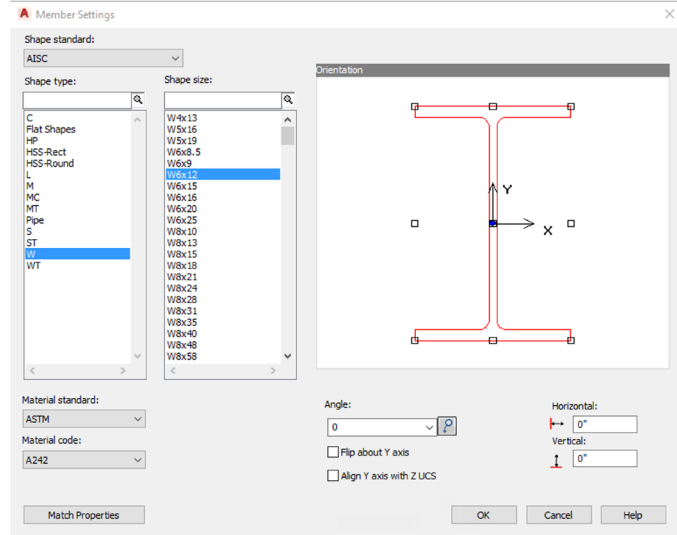 Member Settings
Shape standard:
AISC
Shape type:
Shape size:
C
Flat Shapes
HP
HSS-Rect
HSS-Round
L
M
MC
MT
Pipe
S
ST
W
WT
W4x13
W5x16
W5x19
W6x8.5
W6x9
W6x12
W6x15
W6x16
W6x20
W6x25
W8x10
W8x13
W8x15
W8x18
W8x21
W8x24
W8x28
W8x31
W8x35
W8x40
W8x48
W8x58
Orientation
Y
X
Material standard:
ASTM
Material code:
A242
Angle:
0
Flip about Y axis
Align Y axis with Z UCS
Horizontal:
0"
Vertical:
0"
Match Properties
OK
Cancel
Help